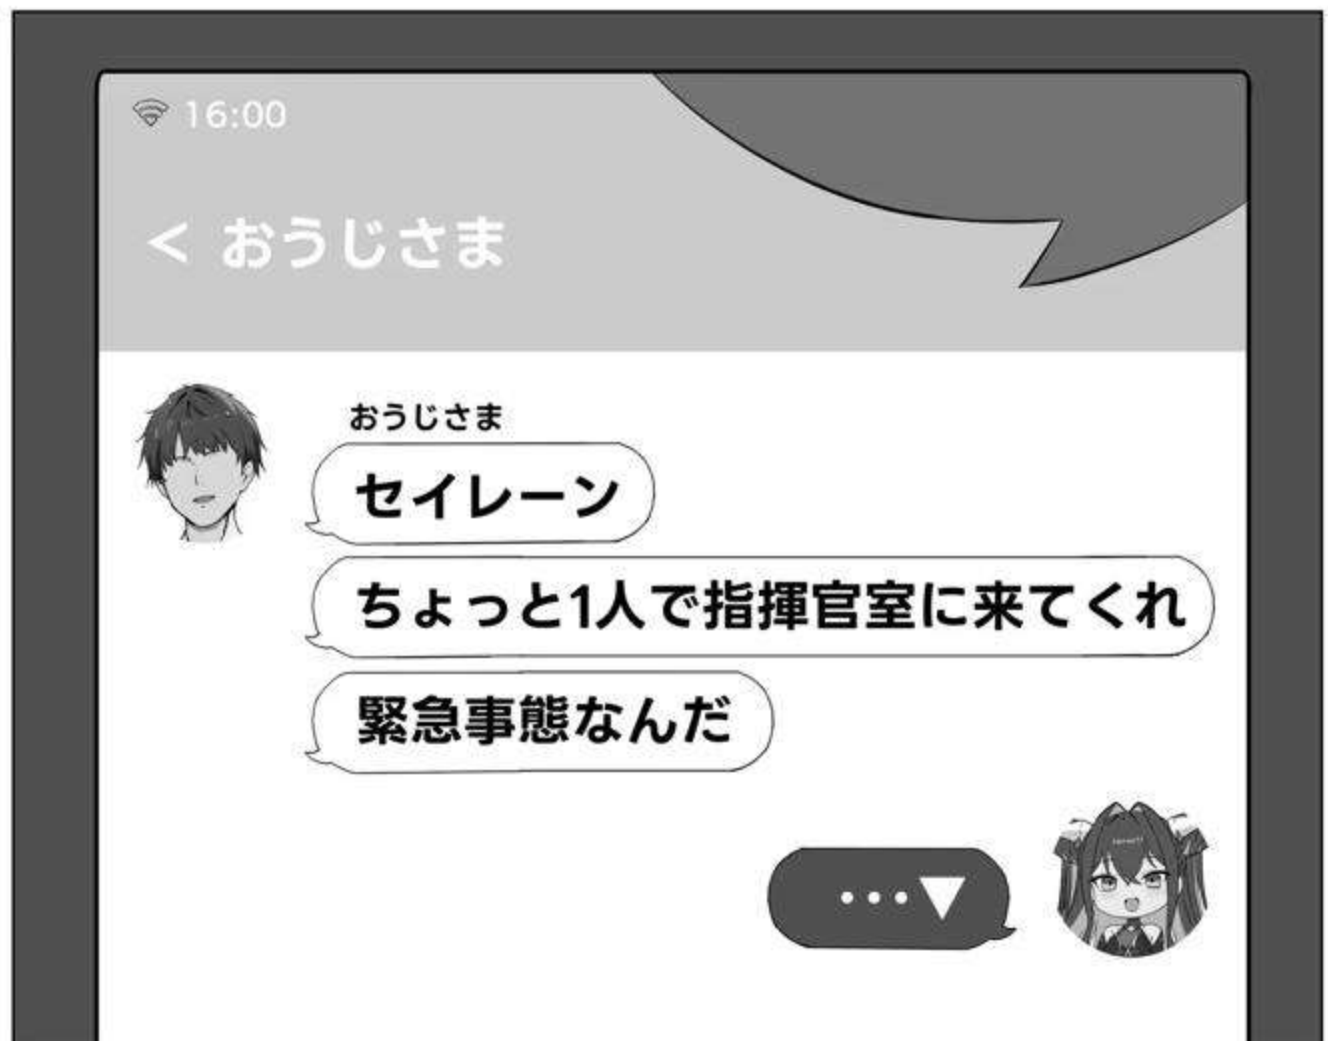 16:00
< おうじさま
おうじさま
セイレーン
ちょっと1人で指揮官室に来てくれ
緊急事態なんだ
•••▼